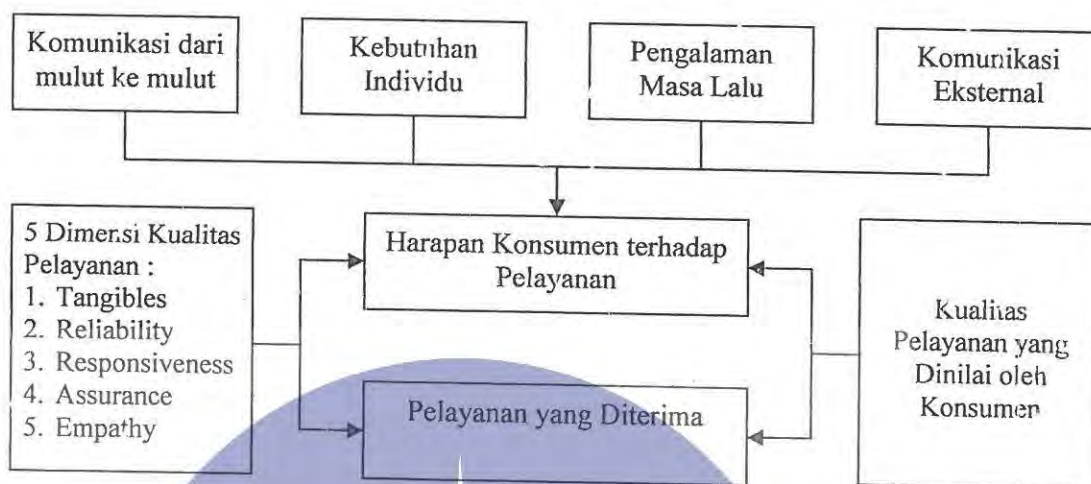 Komunikasi dari
mulut ke mulut
Kebutuhan
Individu
Pengalaman
Masa Lalu
Komunikasi
Eksternal
5 Dimensi Kualitas
Pelayanan :
1. Tangibles
2. Reliability
3. Responsiveness
4. Assurance
5. Empathy
Harapan Konsumen terhadap
Pelayanan
Pelayanan yang Diterima
Kualitas
Pelayanan yang
Dinilai oleh
Konsumen